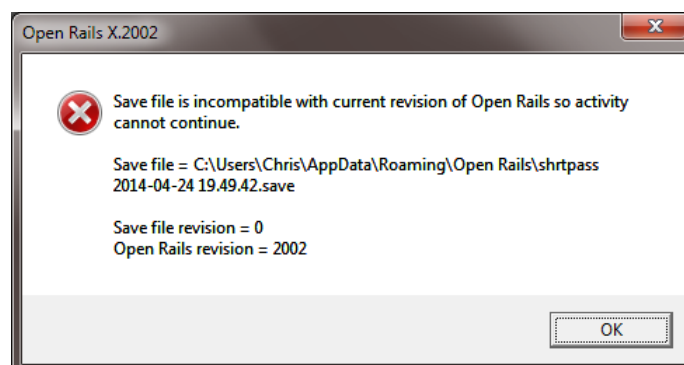 Open Rails X.2002
Save file is incompatible with current revision of Open Rails so activity
cannot continue.
Save file = C:\Users\Chris\AppData\Roaming\Open Rails\shrtpass
2014-04-24 19.49.42.save
Save file revision = 0
Open Rails revision = 2002
OK